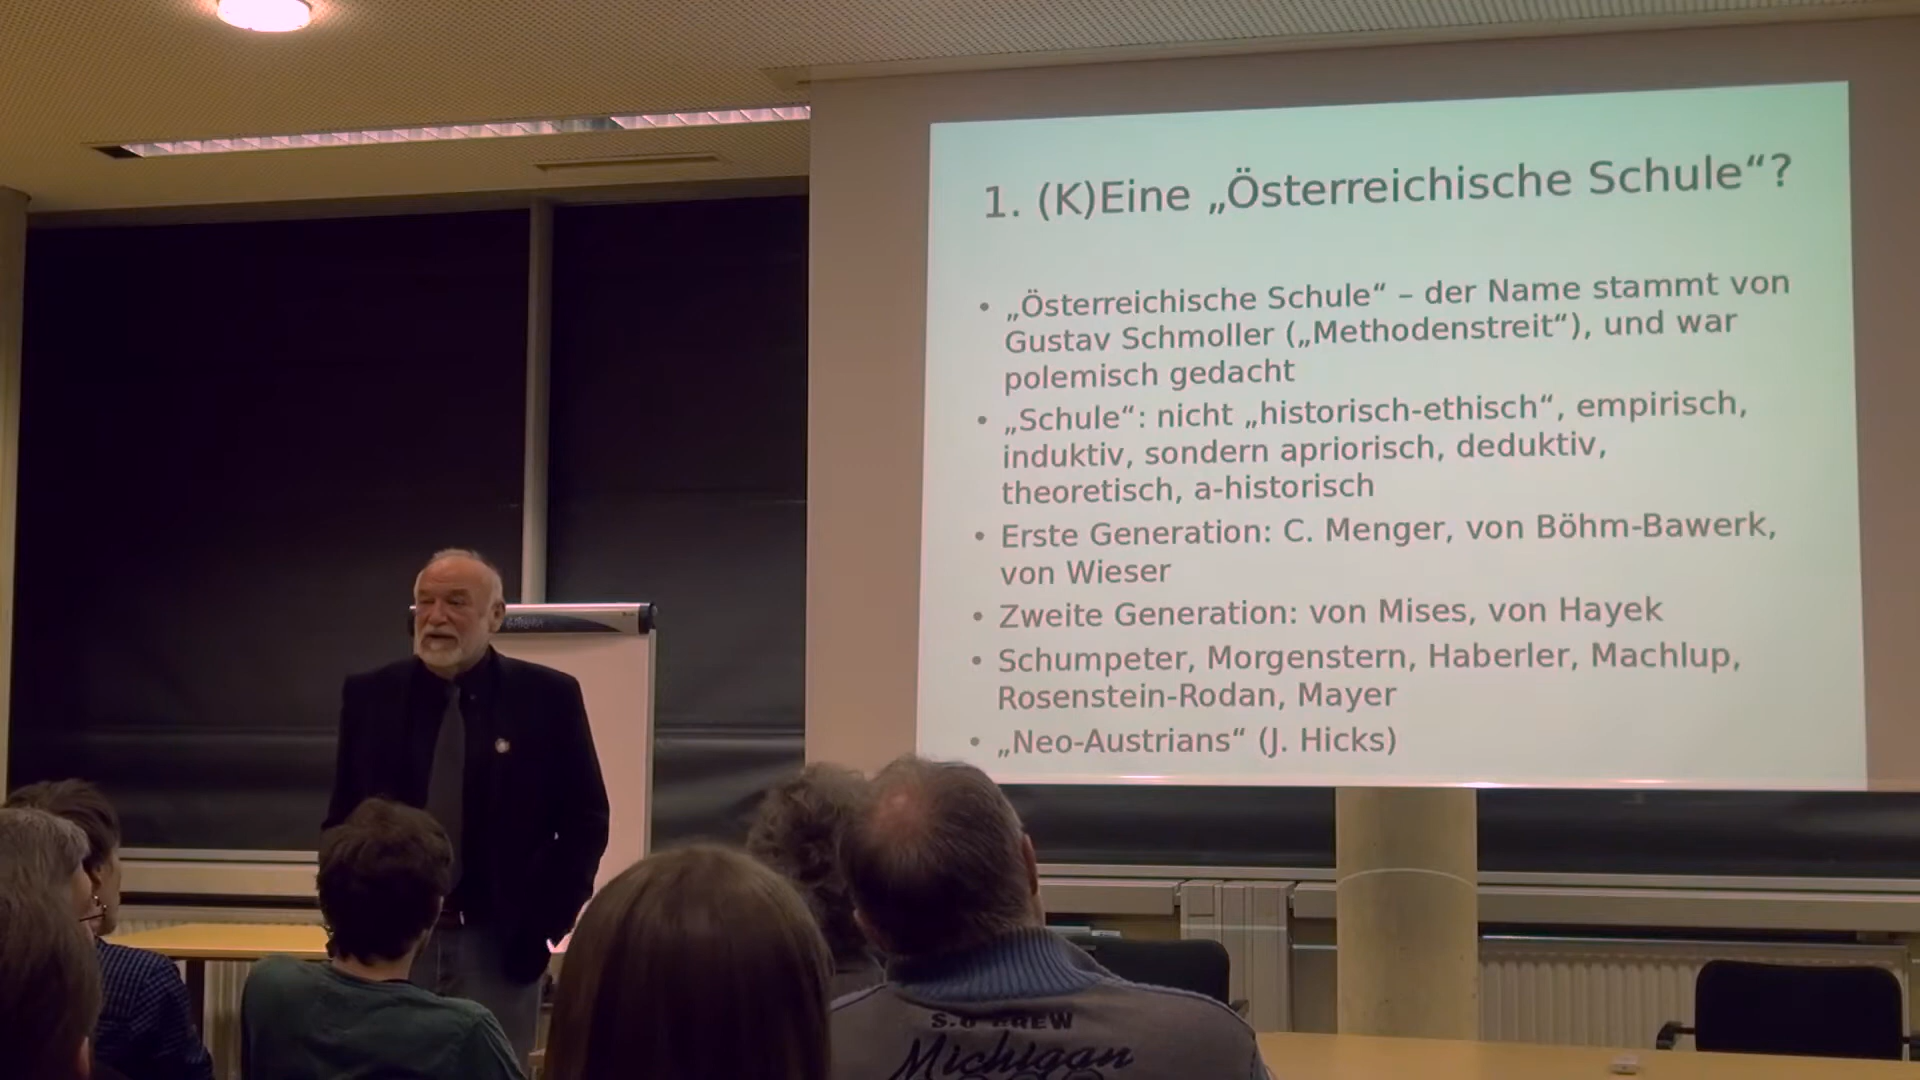 1. (K)Eine „Österreichische Schule“?
• „Österreichische Schule“ – der Name stammt von
Gustav Schmoller („Methodenstreit“), und war
polemisch gedacht
• „Schule“: nicht „historisch-ethisch“, empirisch,
induktiv, sondern apriorisch, deduktiv,
theoretisch, a-historisch
• Erste Generation: C. Menger, von Böhm-Bawerk,
von Wieser
• Zweite Generation: von Mises, von Hayek
• Schumpeter, Morgenstern, Haberler, Machlup,
Rosenstein-Rodan, Mayer
• „Neo-Austrians“ (J. Hicks)
Michigan